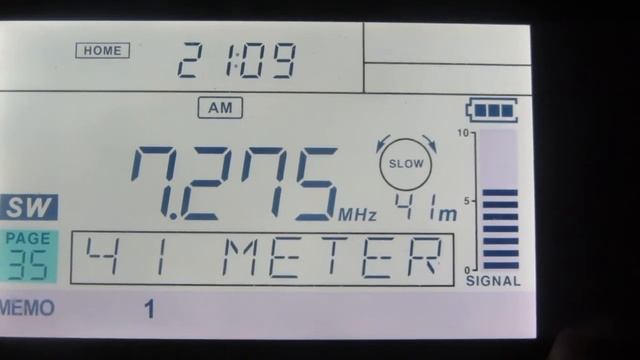 HOME 21:09
AM
10
SLOW
7.275 MHz 41m
5
SW
PAGE
35
41 METER
0
SIGNAL
MEMO 1